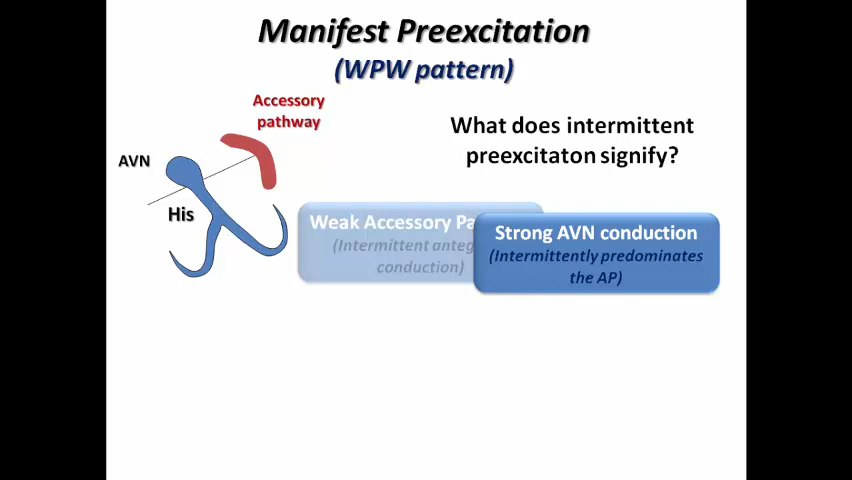 Manifest Preexcitation
(WPW pattern)
Accessory
pathway
What does intermittent
preexcitaton signify?
AVN
His
Weak Accessory Pa
(Intermittent anteg
conduction)
Strong AVN conduction
(Intermittently predominates
the AP)